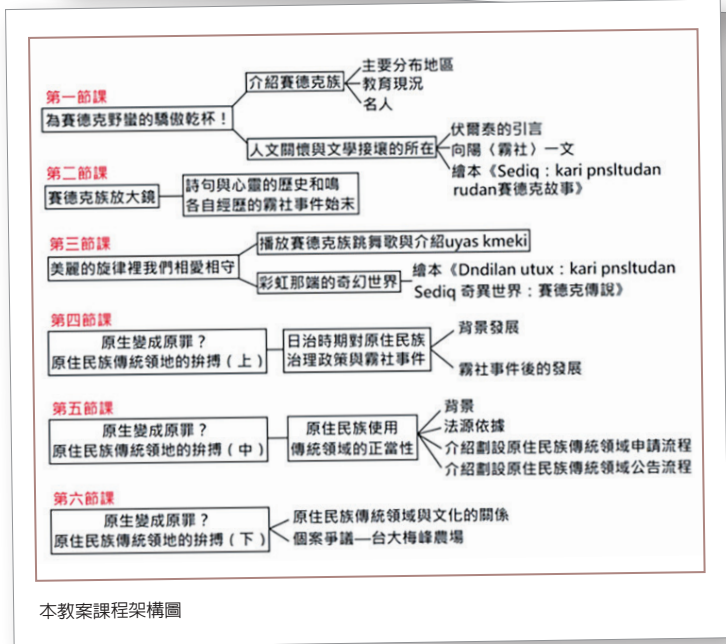 第一節課
為賽德克野蠻的驕傲乾杯！
介紹賽德克族
主要分布地區
教育現況
名人
人文關懷與文學接壤的所在
伏爾泰的引言
向陽〈霧社〉一文
繪本《Sediq：kari pnsltudan
rudan賽德克故事》
第二節課
賽德克族放大鏡
詩句與心靈的歷史和鳴
各自經歷的霧社事件始末
第三節課
美麗的旋律裡我們相愛相守
播放賽德克族跳舞歌與介紹uyas kmeki
彩虹那端的奇幻世界
繪本《Dndilan utux：kari pnsltudan
Sediq 奇異世界：賽德克傳說》
第四節課
原生變成原罪？
原住民族傳統領地的拚搏（上）
日治時期對原住民族
治理政策與霧社事件
背景發展
霧社事件後的發展
第五節課
原生變成原罪？
原住民族傳統領地的拚搏（中）
原住民族使用
傳統領域的正當性
背景
法源依據
介紹劃設原住民族傳統領域申請流程
介紹劃設原住民族傳統領域公告流程
第六節課
原生變成原罪？
原住民族傳統領地的拚搏（下）
原住民族傳統領域與文化的關係
個案爭議—台大梅峰農場
本教案課程架構圖